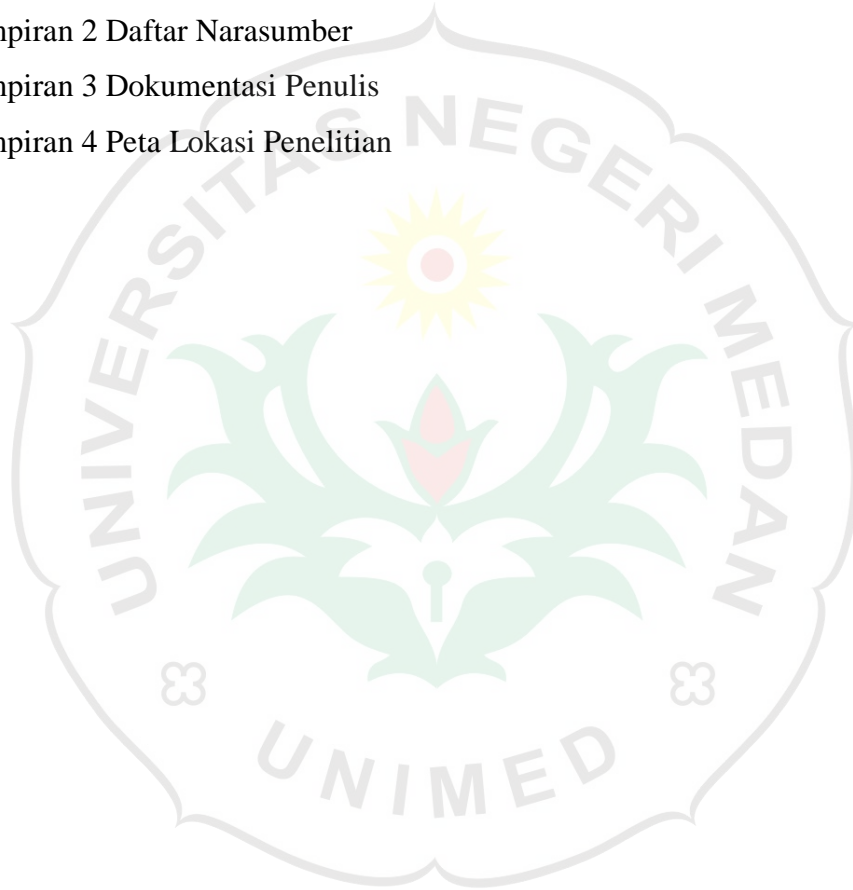 mpiran 2 Daftar Narasumber
mpiran 3 Dokumentasi Penulis
mpiran 4 Peta Lokasi Penelitian
UNIVERSITAS NEGERI MEDAN
UNIMED